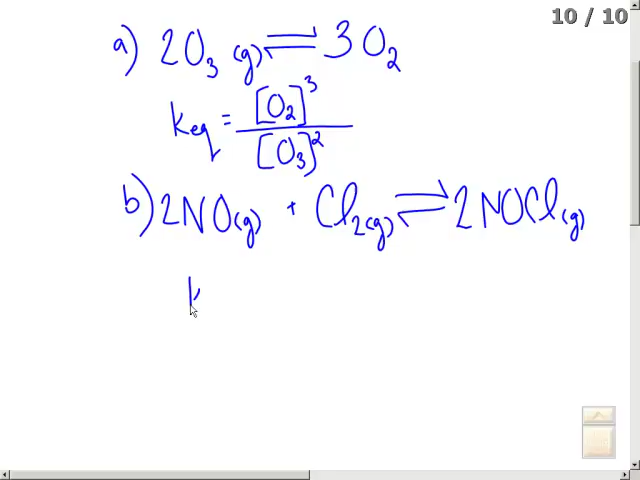 10 / 10
a) 2O₃ (g) ⇌ 3O₂
Keq = [O₂]³ / [O₃]²
b) 2NO(g) + Cl₂(g) ⇌ 2NOCl(g)